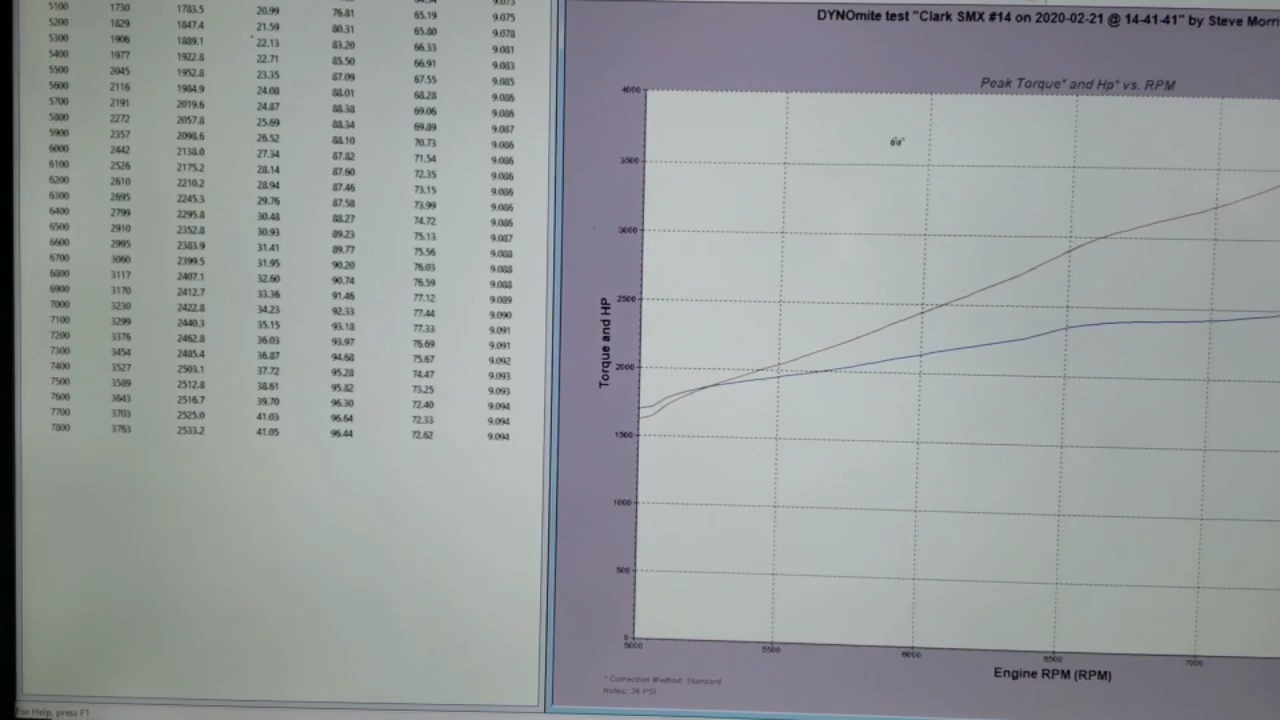 5100 1730 1783.5 20.99 76.81 65.19 9.075
5200 1829 1847.4 21.59 80.31 65.80 9.078
5300 1906 1889.1 22.13 83.20 66.33 9.081
5400 1977 1922.8 22.71 85.50 66.91 9.083
5500 2045 1952.8 23.35 87.09 67.55 9.085
5600 2116 1984.9 24.08 88.01 68.28 9.086
5700 2191 2019.6 24.87 88.38 69.06 9.086
5800 2272 2057.8 25.69 88.34 69.89 9.087
5900 2357 2098.6 26.52 88.10 70.73 9.086
6000 2442 2138.0 27.34 87.82 71.54 9.086
6100 2526 2175.2 28.14 87.60 72.35 9.086
6200 2610 2210.2 28.94 87.46 73.15 9.086
6300 2695 2245.3 29.76 87.58 73.99 9.086
6400 2799 2295.8 30.48 88.27 74.72 9.086
6500 2910 2352.8 30.93 89.23 75.13 9.087
6600 2995 2383.9 31.41 89.77 75.56 9.088
6700 3060 2399.5 31.95 90.20 76.03 9.088
6800 3117 2407.1 32.60 90.74 76.59 9.088
6900 3170 2412.7 33.36 91.46 77.12 9.089
7000 3230 2422.8 34.23 92.33 77.44 9.090
7100 3299 2440.3 35.15 93.18 77.33 9.091
7200 3376 2462.8 36.03 93.97 76.69 9.091
7300 3454 2485.4 36.87 94.68 75.67 9.092
7400 3527 2503.1 37.72 95.28 74.47 9.093
7500 3589 2512.8 38.61 95.82 73.25 9.093
7600 3643 2516.7 39.70 96.30 72.40 9.094
7700 3703 2525.0 41.03 96.64 72.33 9.094
7800 3763 2533.2 41.05 96.44 72.62 9.094
For Help, press F1
DYNOmite test "Clark SMX #14 on 2020-02-21 @ 14-41-41" by Steve Morri
Peak Torque* and Hp* vs. RPM
4000
3500
3000
2500
2000
1500
1000
500
0
Torque and HP
5000 5500 6000 6500 7000
Engine RPM (RPM)
* Correction Method: Standard
Notes: 36 PSI